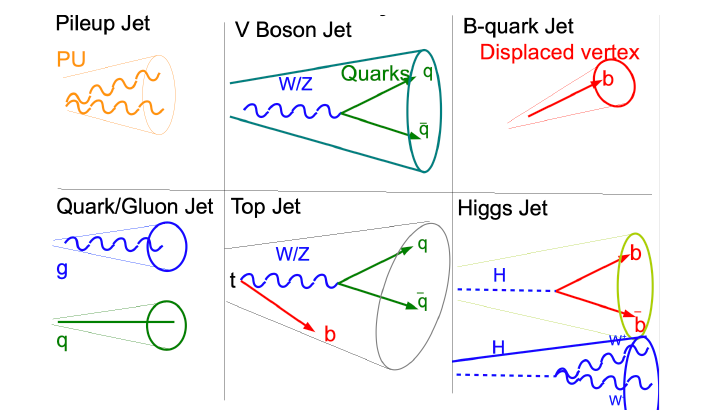 Pileup Jet
PU
V Boson Jet
W/Z
Quarks
q
q̄
B-quark Jet
Displaced vertex
b
Quark/Gluon Jet
g
q
Top Jet
t
W/Z
q
q̄
b
Higgs Jet
H
b
b̄
H
W⁺
W⁻